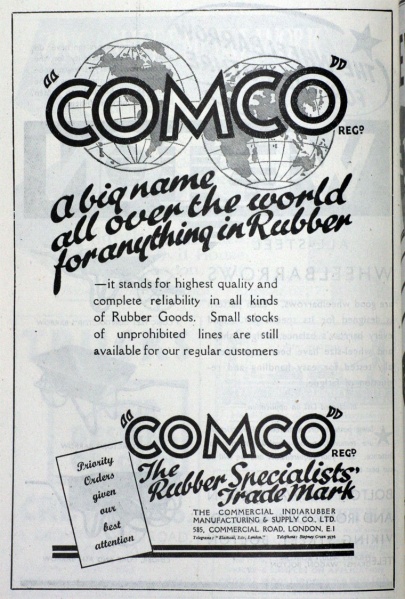 "COMCO"
REGD
A big name
all over the world
for anything in Rubber
—it stands for highest quality and
complete reliability in all kinds
of Rubber Goods. Small stocks
of unprohibited lines are still
available for our regular customers
"COMCO"
REGD
The
Rubber Specialists'
Trade Mark
Priority
Orders
given
our
best
attention
THE COMMERCIAL INDIARUBBER
MANUFACTURING & SUPPLY CO., LTD.
585, COMMERCIAL ROAD, LONDON, E.1
WHEELBARROWS